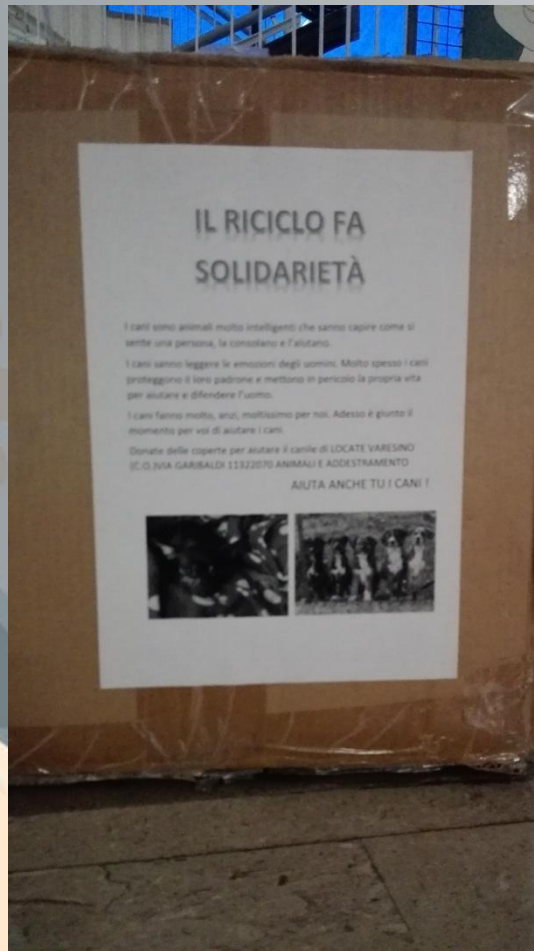 IL RICICLO FA
SOLIDARIETÀ
I cani sono animali molto intelligenti che sanno capire come si
sente una persona, la consolano e l'aiutano.
I cani sanno leggere le emozioni degli uomini. Molto spesso i cani
proteggono il loro padrone e mettono in pericolo la propria vita
per aiutare e difendere l'uomo.
I cani fanno molto, anzi, moltissimo per noi. Adesso è giunto il
momento per voi di aiutare i cani.
Donate delle coperte per aiutare il canile di LOCATE VARESINO
(C.O.)VIA GARIBALDI 11322070 ANIMALI E ADDESTRAMENTO
AIUTA ANCHE TU I CANI !